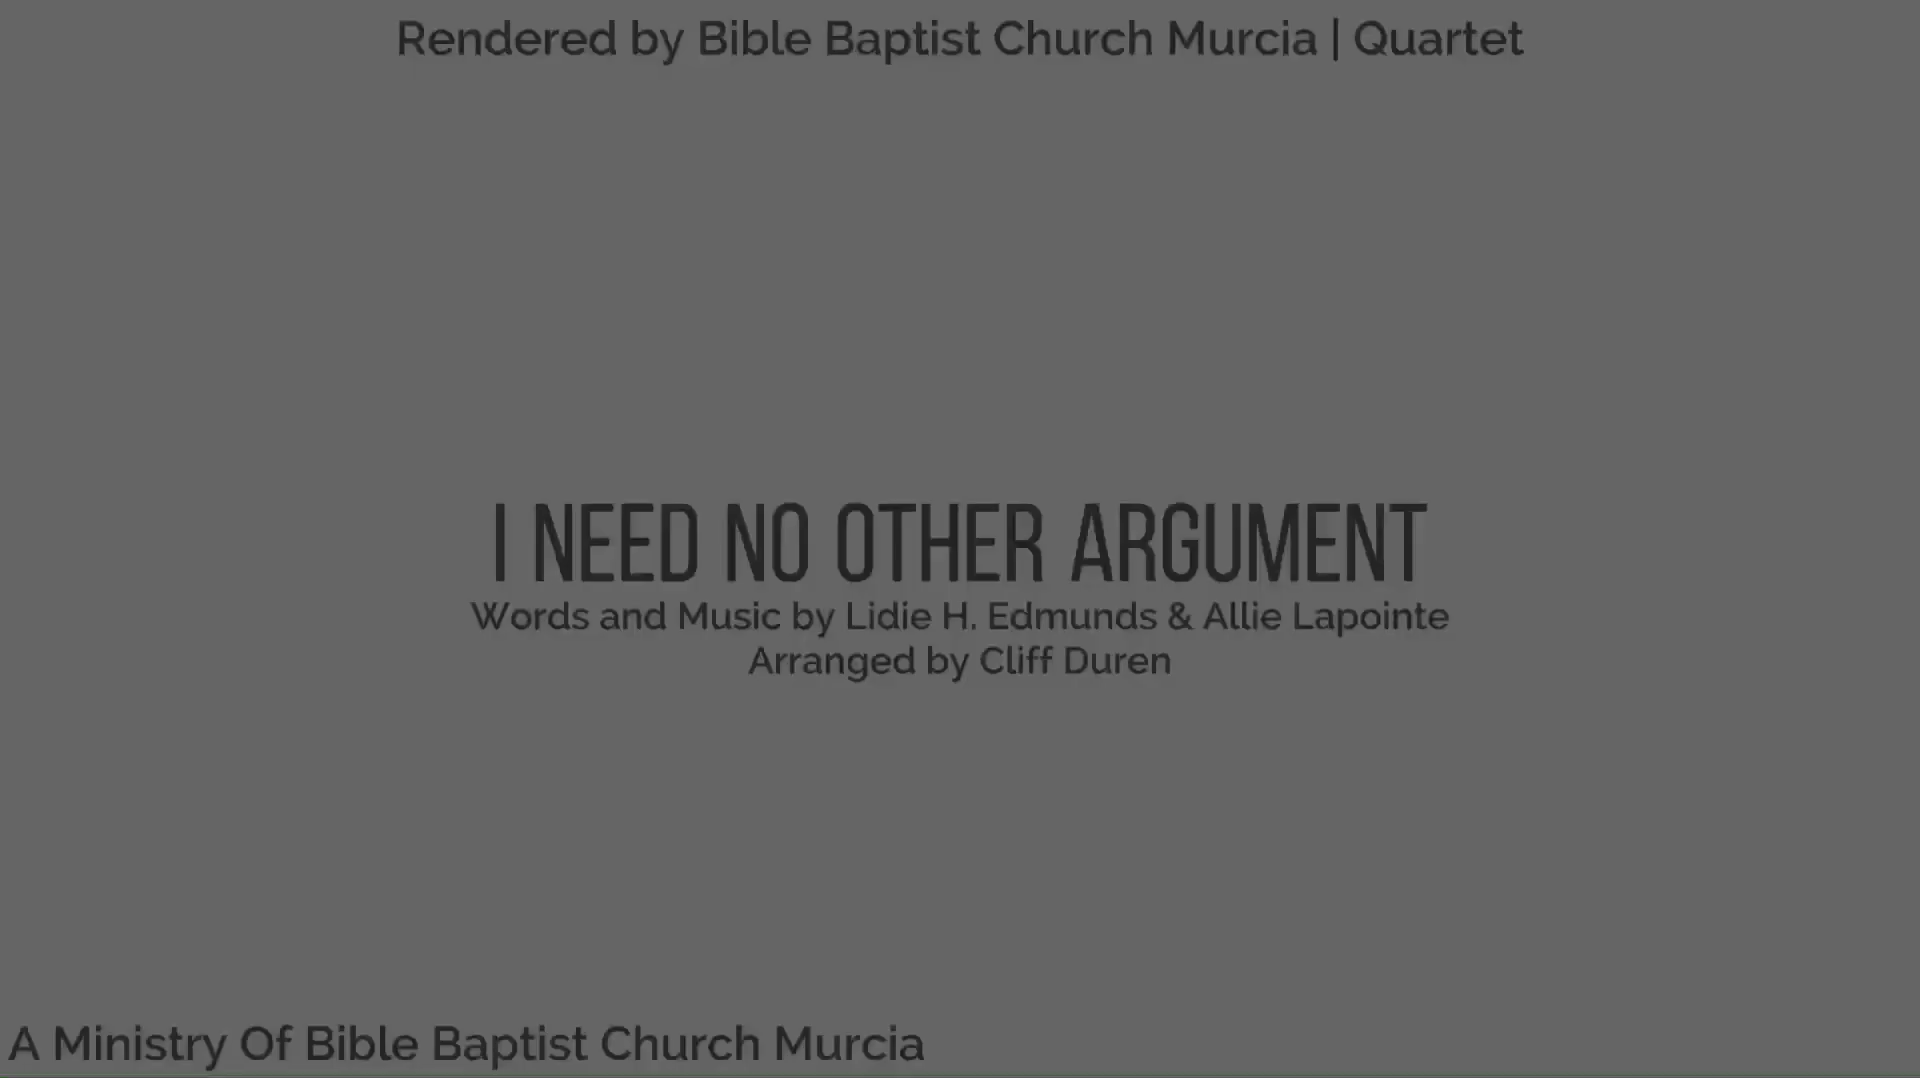 Rendered by Bible Baptist Church Murcia | Quartet
I NEED NO OTHER ARGUMENT
Words and Music by Lidie H. Edmunds & Allie Lapointe
Arranged by Cliff Duren
A Ministry Of Bible Baptist Church Murcia